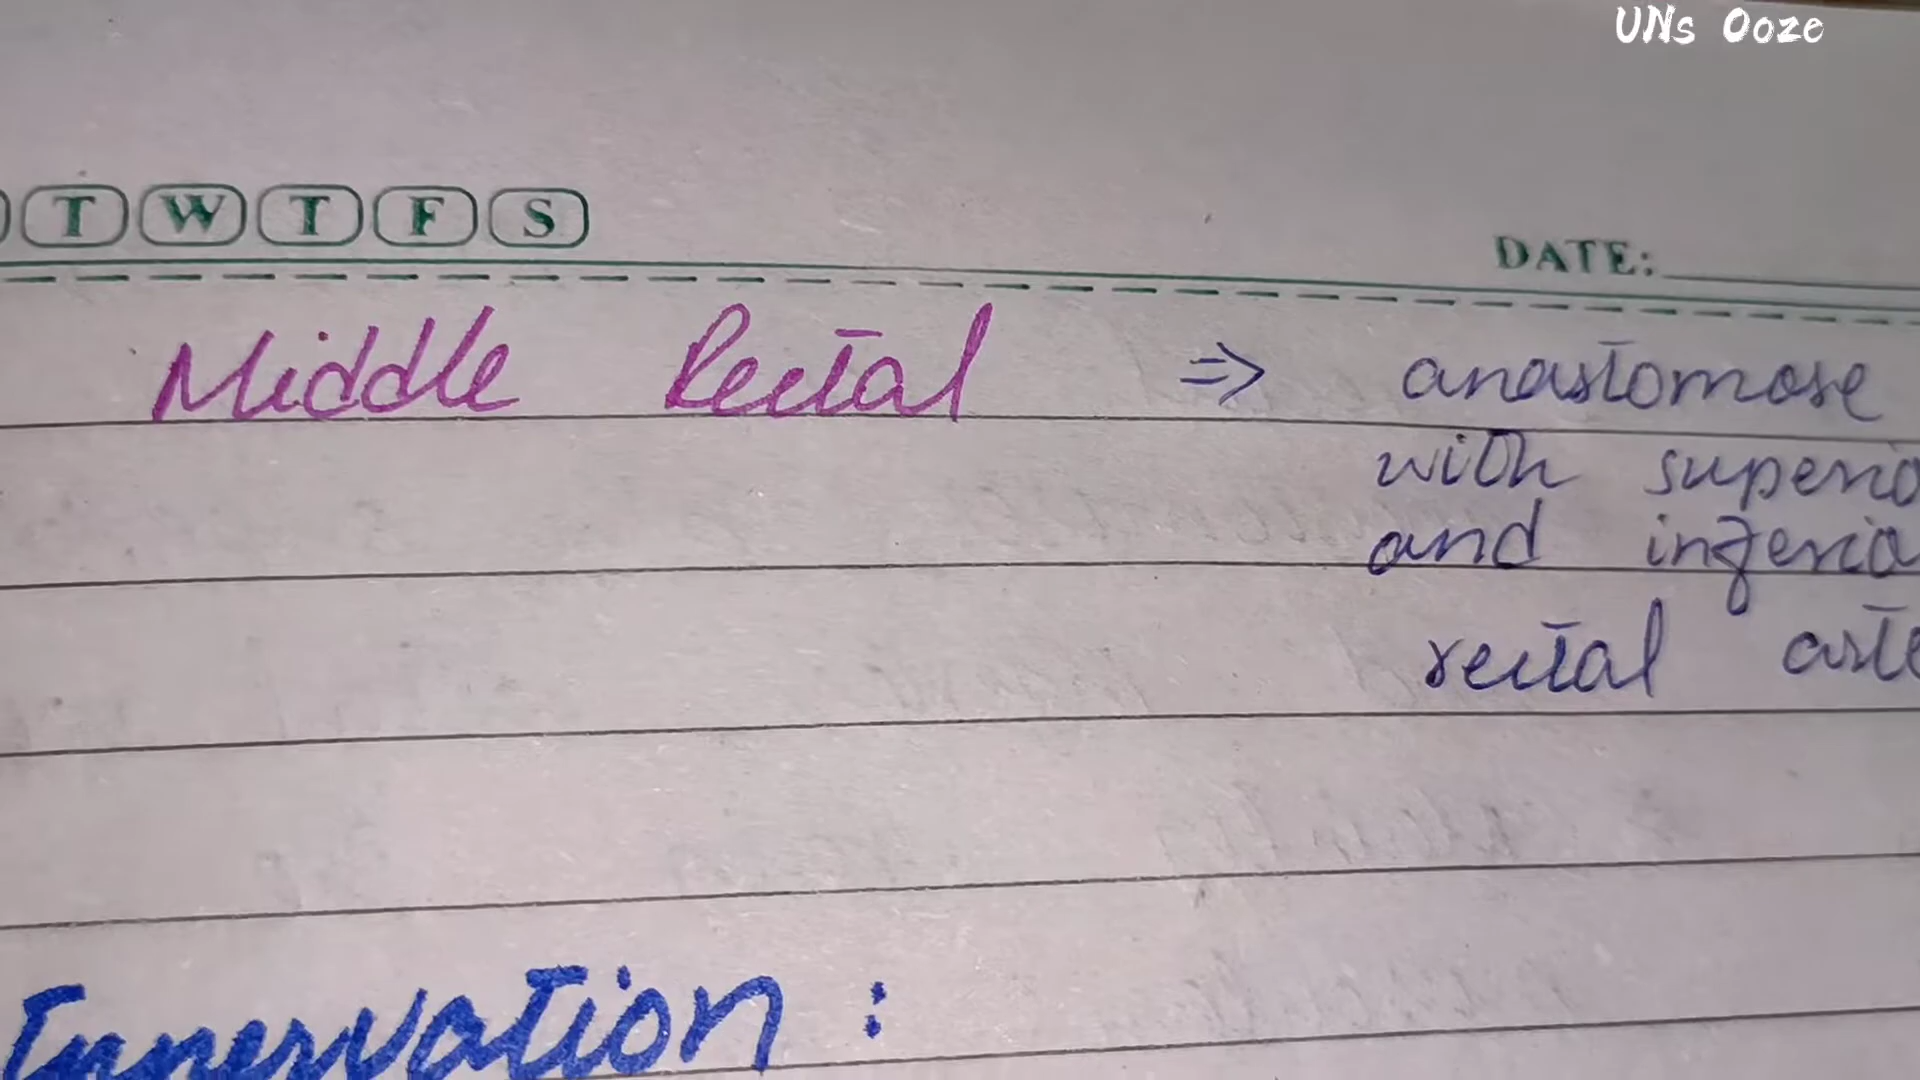 UNs Ooze
T W T F S
DATE:
Middle Rectal ⇒ anastomose
with superio
and inferio
rectal arte
Innervation :